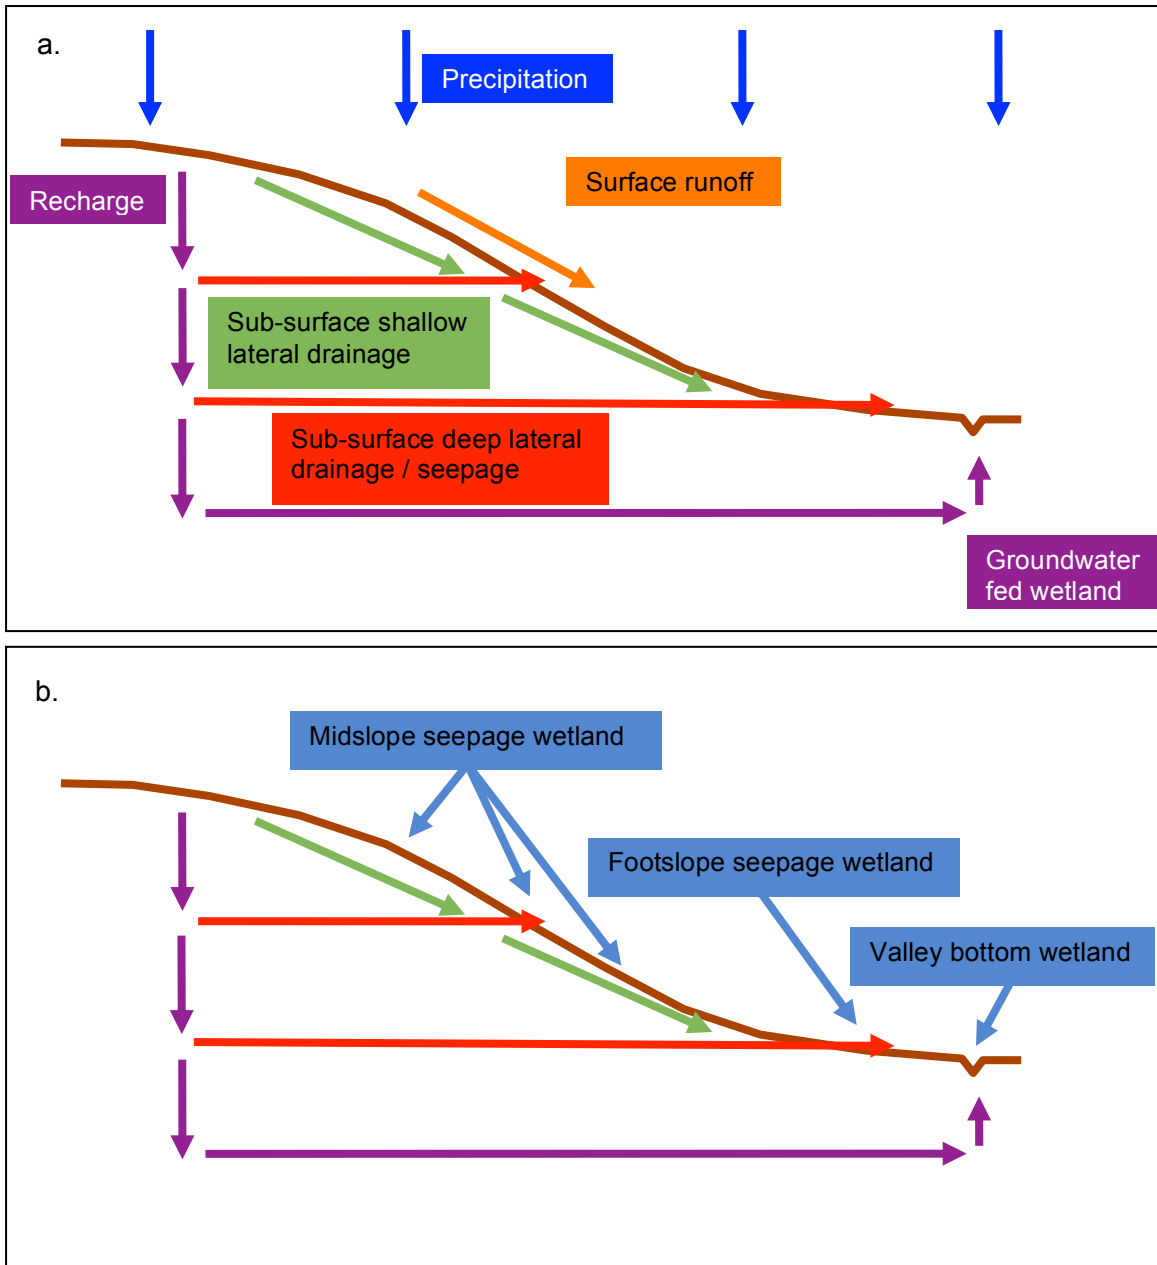 a.
Precipitation
Surface runoff
Recharge
Sub-surface shallow
lateral drainage
Sub-surface deep lateral
drainage / seepage
Groundwater
fed wetland
b.
Midslope seepage wetland
Footslope seepage wetland
Valley bottom wetland